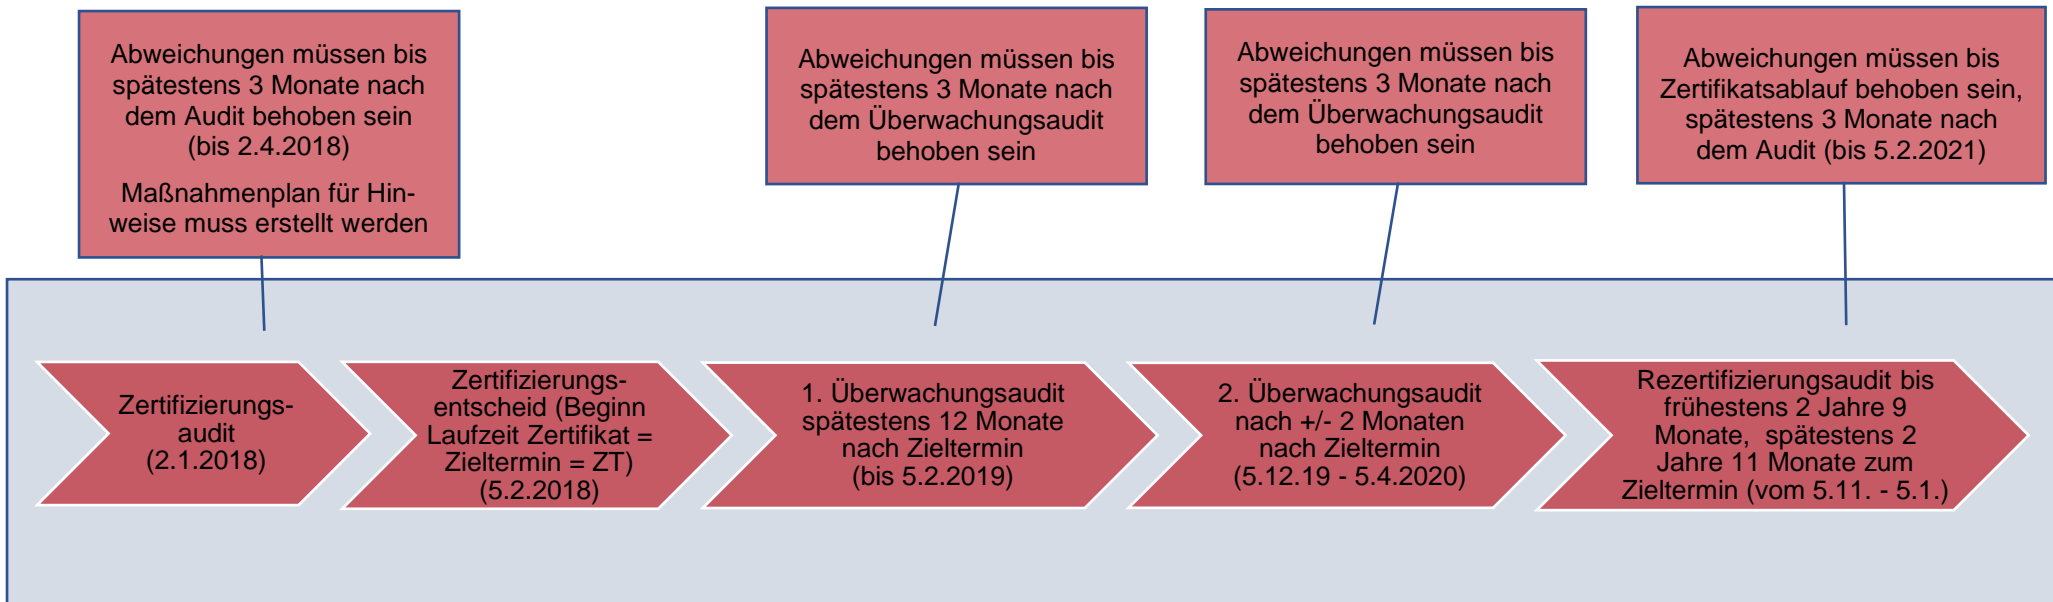 Abweichungen müssen bis
spätestens 3 Monate nach
dem Audit behoben sein
(bis 2.4.2018)
Maßnahmenplan für Hin-
weise muss erstellt werden
Abweichungen müssen bis
spätestens 3 Monate nach
dem Überwachungsaudit
behoben sein
Abweichungen müssen bis
spätestens 3 Monate nach
dem Überwachungsaudit
behoben sein
Abweichungen müssen bis
Zertifikatsablauf behoben sein,
spätestens 3 Monate nach
dem Audit (bis 5.2.2021)
Zertifizierungs-
audit
(2.1.2018)
Zertifizierungs-
entscheid (Beginn
Laufzeit Zertifikat =
Zieltermin = ZT)
(5.2.2018)
1. Überwachungsaudit
spätestens 12 Monate
nach Zieltermin
(bis 5.2.2019)
2. Überwachungsaudit
nach +/- 2 Monaten
nach Zieltermin
(5.12.19 - 5.4.2020)
Rezertifizierungsaudit bis
frühestens 2 Jahre 9
Monate, spätestens 2
Jahre 11 Monate zum
Zieltermin (vom 5.11. - 5.1.)